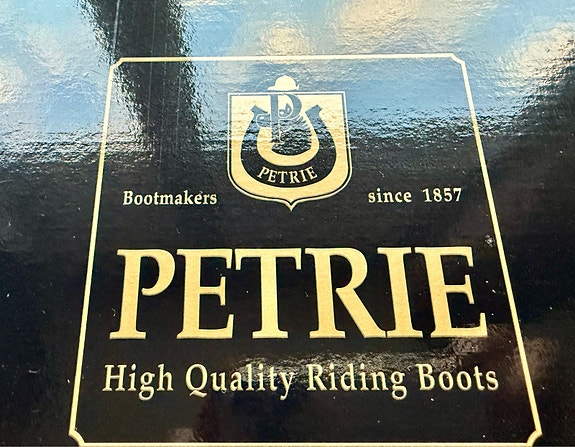 P
PETRIE
Bootmakers since 1857
PETRIE
High Quality Riding Boots